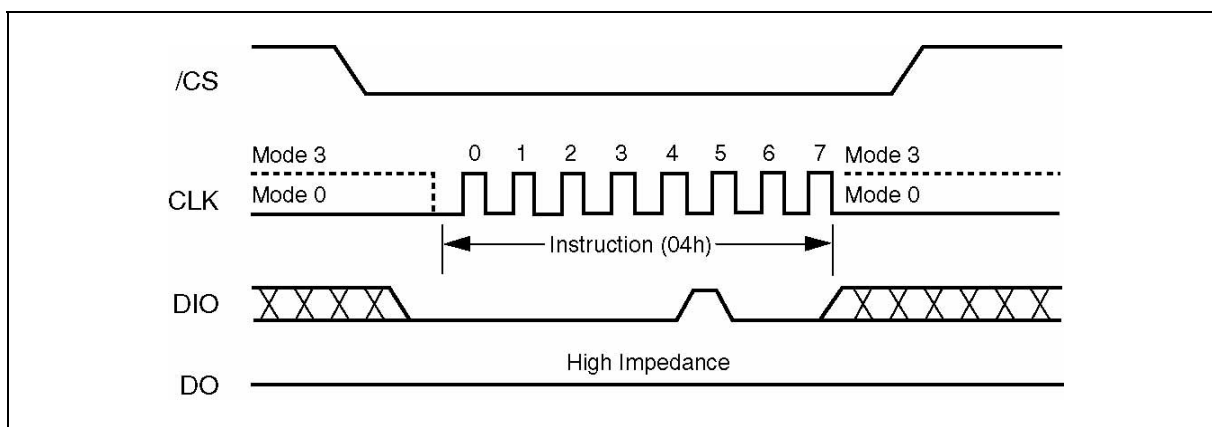 /CS
Mode 3 0 1 2 3 4 5 6 7 Mode 3
CLK Mode 0 Mode 0
Instruction (04h)
DIO
High Impedance
DO